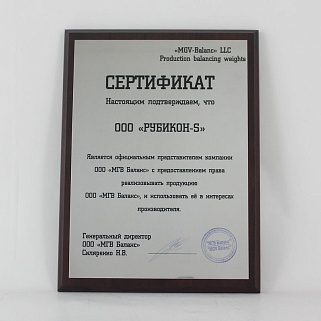 «MGV-Balanc» LLC
Production balancing weights
СЕРТИФИКАТ
Настоящим подтверждаем, что
ООО «РУБИКОН-S»
Является официальным представителем компании
ООО «МГВ Баланс» с предоставлением права
реализовывать продукцию
ООО «МГВ Баланс», и использовать её в интересах
производителя.
Генеральный директор
ООО «МГВ Баланс»
Скляренко Н.В.